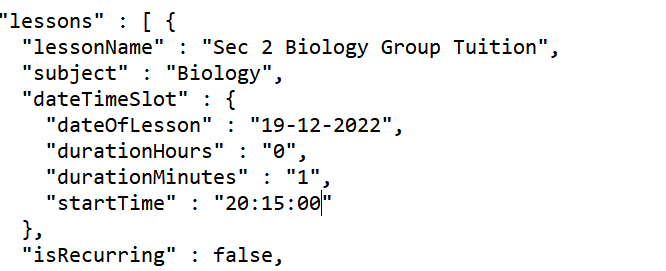 "lessons" : [ {
"lessonName" : "Sec 2 Biology Group Tuition",
"subject" : "Biology",
"dateTimeSlot" : {
"dateOfLesson" : "19-12-2022",
"durationHours" : "0",
"durationMinutes" : "1",
"startTime" : "20:15:00"
},
"isRecurring" : false,